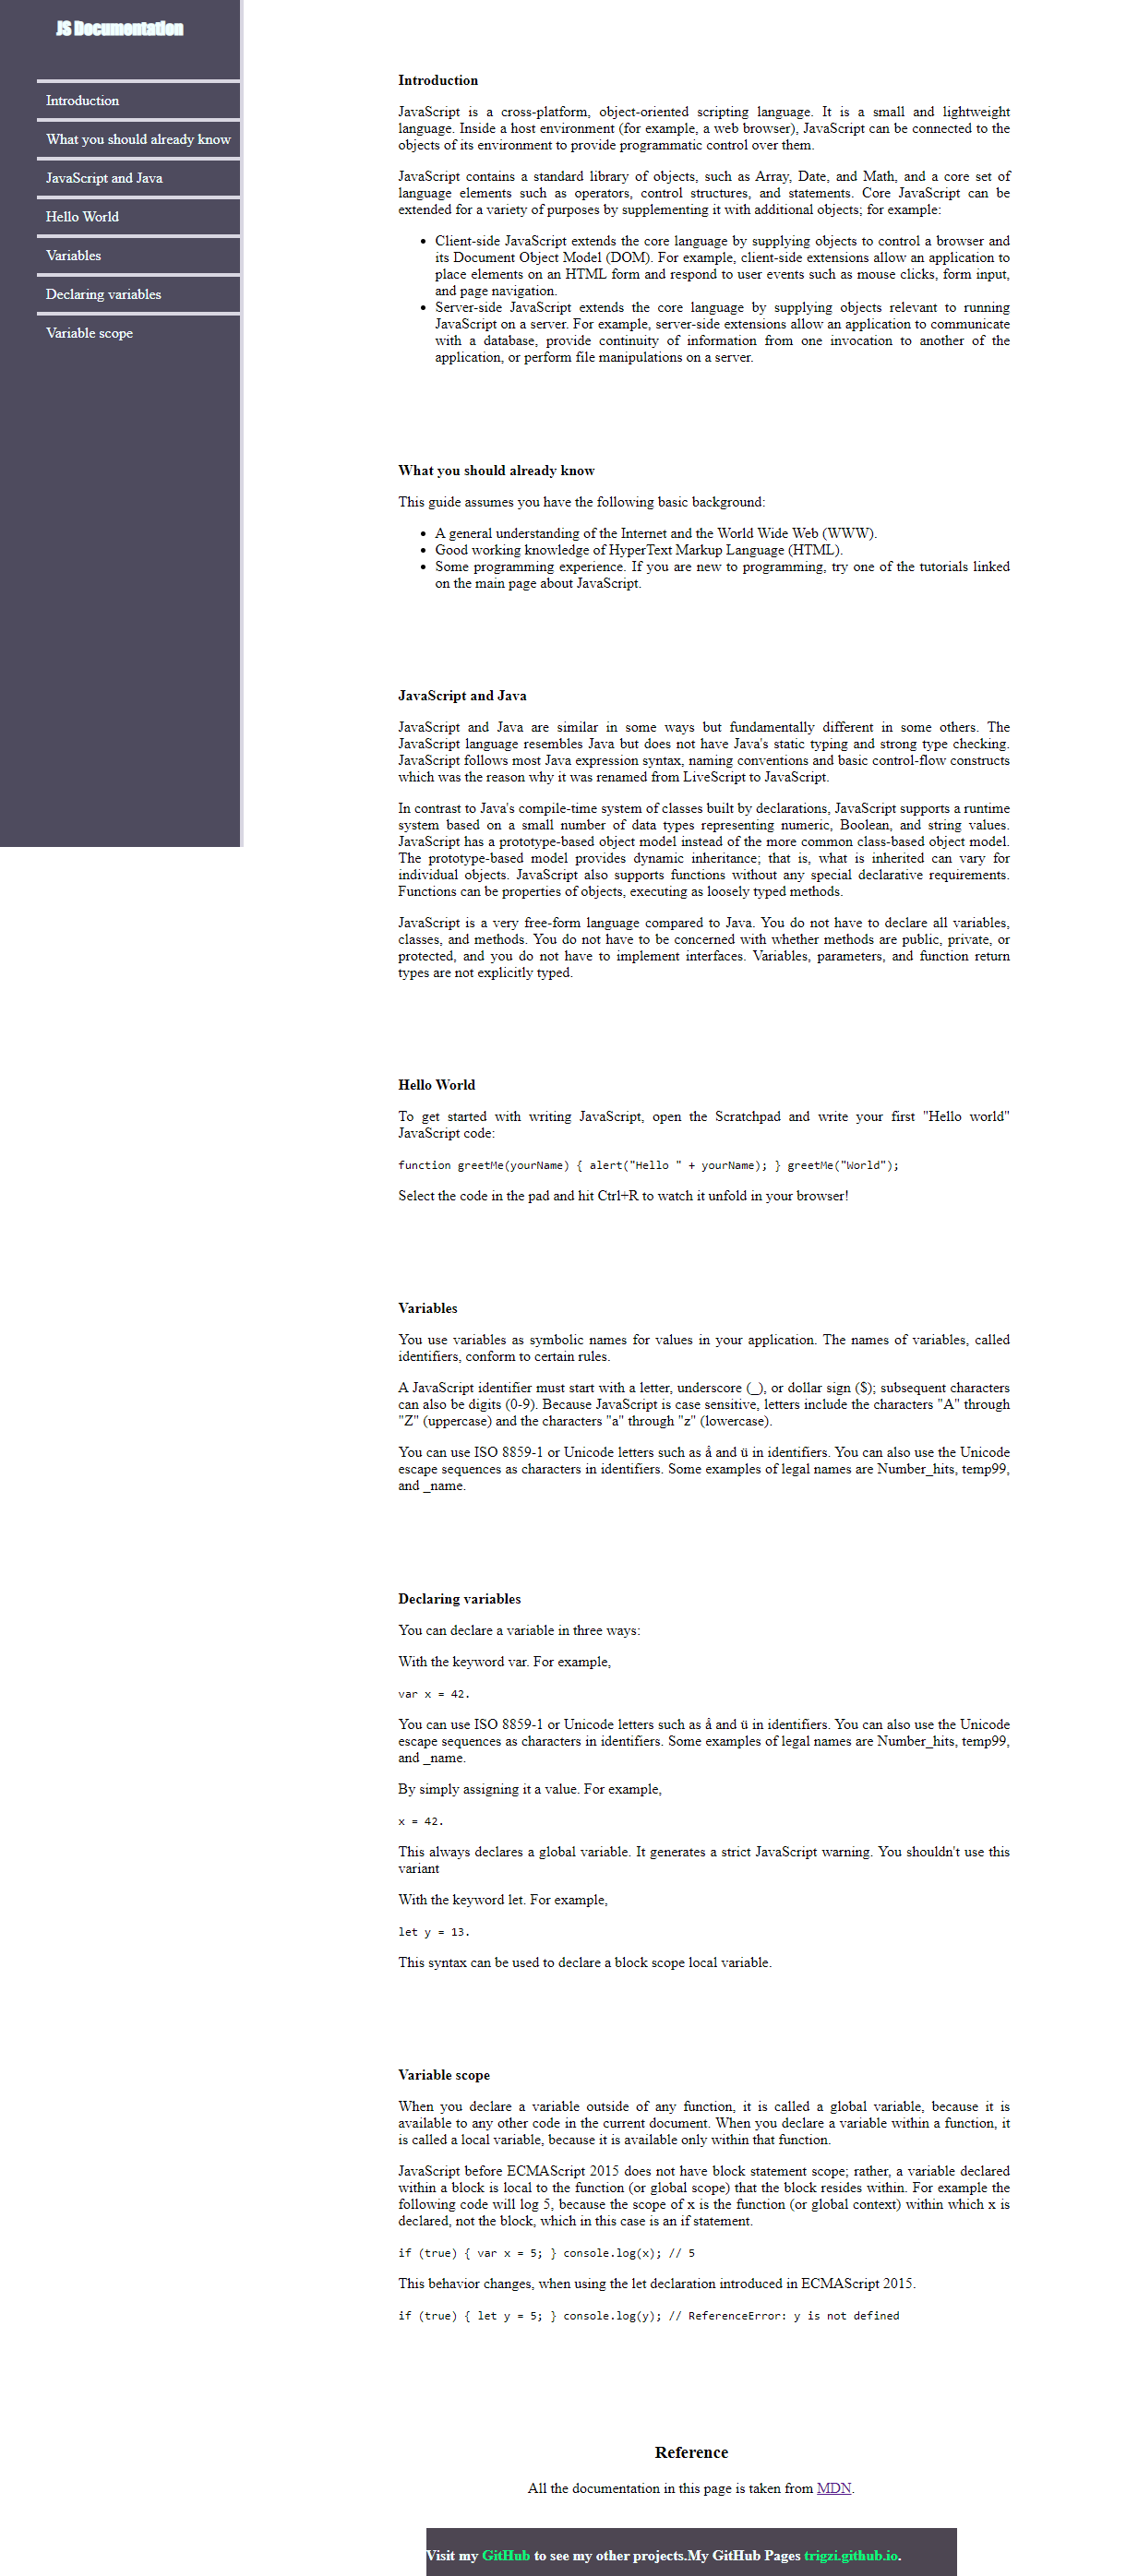 JS Documentation
Introduction
What you should already know
JavaScript and Java
Hello World
Variables
Declaring variables
Variable scope
Introduction
JavaScript is a cross-platform, object-oriented scripting language. It is a small and lightweight
language. Inside a host environment (for example, a web browser), JavaScript can be connected to the
objects of its environment to provide programmatic control over them.
JavaScript contains a standard library of objects, such as Array, Date, and Math, and a core set of
language elements such as operators, control structures, and statements. Core JavaScript can be
extended for a variety of purposes by supplementing it with additional objects; for example:
• Client-side JavaScript extends the core language by supplying objects to control a browser and
its Document Object Model (DOM). For example, client-side extensions allow an application to
place elements on an HTML form and respond to user events such as mouse clicks, form input,
and page navigation.
• Server-side JavaScript extends the core language by supplying objects relevant to running
JavaScript on a server. For example, server-side extensions allow an application to communicate
with a database, provide continuity of information from one invocation to another of the
application, or perform file manipulations on a server.
What you should already know
This guide assumes you have the following basic background:
• A general understanding of the Internet and the World Wide Web (WWW).
• Good working knowledge of HyperText Markup Language (HTML).
• Some programming experience. If you are new to programming, try one of the tutorials linked
on the main page about JavaScript.
JavaScript and Java
JavaScript and Java are similar in some ways but fundamentally different in some others. The
JavaScript language resembles Java but does not have Java's static typing and strong type checking.
JavaScript follows most Java expression syntax, naming conventions and basic control-flow constructs
which was the reason why it was renamed from LiveScript to JavaScript.
In contrast to Java's compile-time system of classes built by declarations, JavaScript supports a runtime
system based on a small number of data types representing numeric, Boolean, and string values.
JavaScript has a prototype-based object model instead of the more common class-based object model.
The prototype-based model provides dynamic inheritance; that is, what is inherited can vary for
individual objects. JavaScript also supports functions without any special declarative requirements.
Functions can be properties of objects, executing as loosely typed methods.
JavaScript is a very free-form language compared to Java. You do not have to declare all variables,
classes, and methods. You do not have to be concerned with whether methods are public, private, or
protected, and you do not have to implement interfaces. Variables, parameters, and function return
types are not explicitly typed.
Hello World
To get started with writing JavaScript, open the Scratchpad and write your first "Hello world"
JavaScript code:
function greetMe(yourName) { alert("Hello " + yourName); } greetMe("World");
Select the code in the pad and hit Ctrl+R to watch it unfold in your browser!
Variables
You use variables as symbolic names for values in your application. The names of variables, called
identifiers, conform to certain rules.
A JavaScript identifier must start with a letter, underscore (_), or dollar sign ($); subsequent characters
can also be digits (0-9). Because JavaScript is case sensitive, letters include the characters "A" through
"Z" (uppercase) and the characters "a" through "z" (lowercase).
You can use ISO 8859-1 or Unicode letters such as å and ü in identifiers. You can also use the Unicode
escape sequences as characters in identifiers. Some examples of legal names are Number_hits, temp99,
and _name.
Declaring variables
You can declare a variable in three ways:
With the keyword var. For example,
var x = 42.
You can use ISO 8859-1 or Unicode letters such as å and ü in identifiers. You can also use the Unicode
escape sequences as characters in identifiers. Some examples of legal names are Number_hits, temp99,
and _name.
By simply assigning it a value. For example,
x = 42.
This always declares a global variable. It generates a strict JavaScript warning. You shouldn't use this
variant
With the keyword let. For example,
let y = 13.
This syntax can be used to declare a block scope local variable.
Variable scope
When you declare a variable outside of any function, it is called a global variable, because it is
available to any other code in the current document. When you declare a variable within a function, it
is called a local variable, because it is available only within that function.
JavaScript before ECMAScript 2015 does not have block statement scope; rather, a variable declared
within a block is local to the function (or global scope) that the block resides within. For example the
following code will log 5, because the scope of x is the function (or global context) within which x is
declared, not the block, which in this case is an if statement.
if (true) { var x = 5; } console.log(x); // 5
This behavior changes, when using the let declaration introduced in ECMAScript 2015.
if (true) { let y = 5; } console.log(y); // ReferenceError: y is not defined
Reference
All the documentation in this page is taken from MDN.
Visit my GitHub to see my other projects.My GitHub Pages trigzi.github.io.